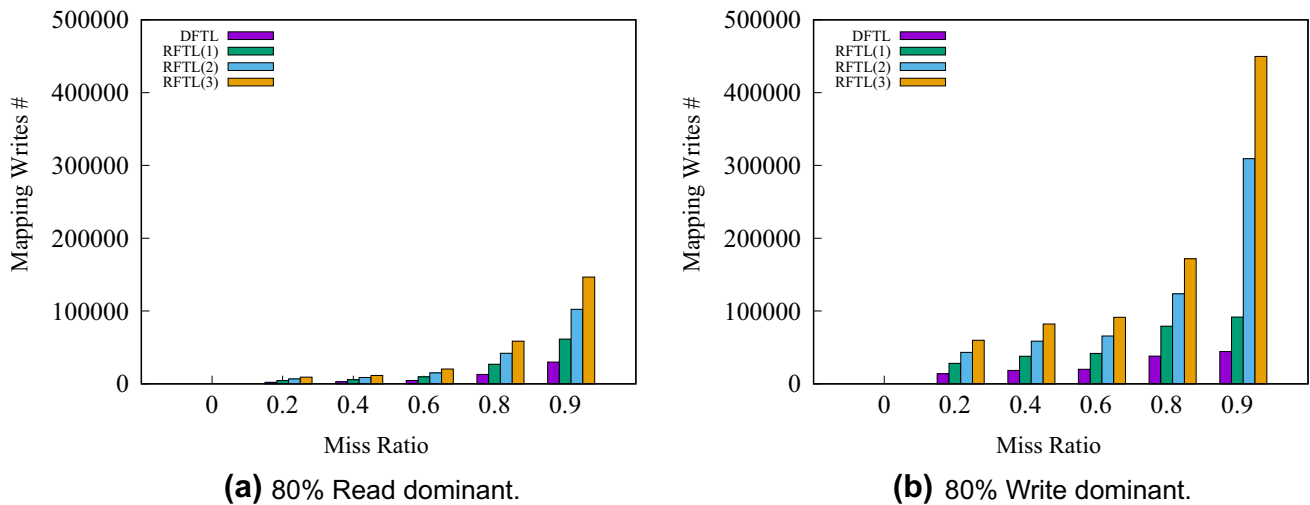 500000
400000
300000
200000
100000
0
Mapping Writes #
DFTL
RFTL(1)
RFTL(2)
RFTL(3)
0 0.2 0.4 0.6 0.8 0.9
Miss Ratio
(a) 80% Read dominant.
500000
400000
300000
200000
100000
0
Mapping Writes #
DFTL
RFTL(1)
RFTL(2)
RFTL(3)
0 0.2 0.4 0.6 0.8 0.9
Miss Ratio
(b) 80% Write dominant.